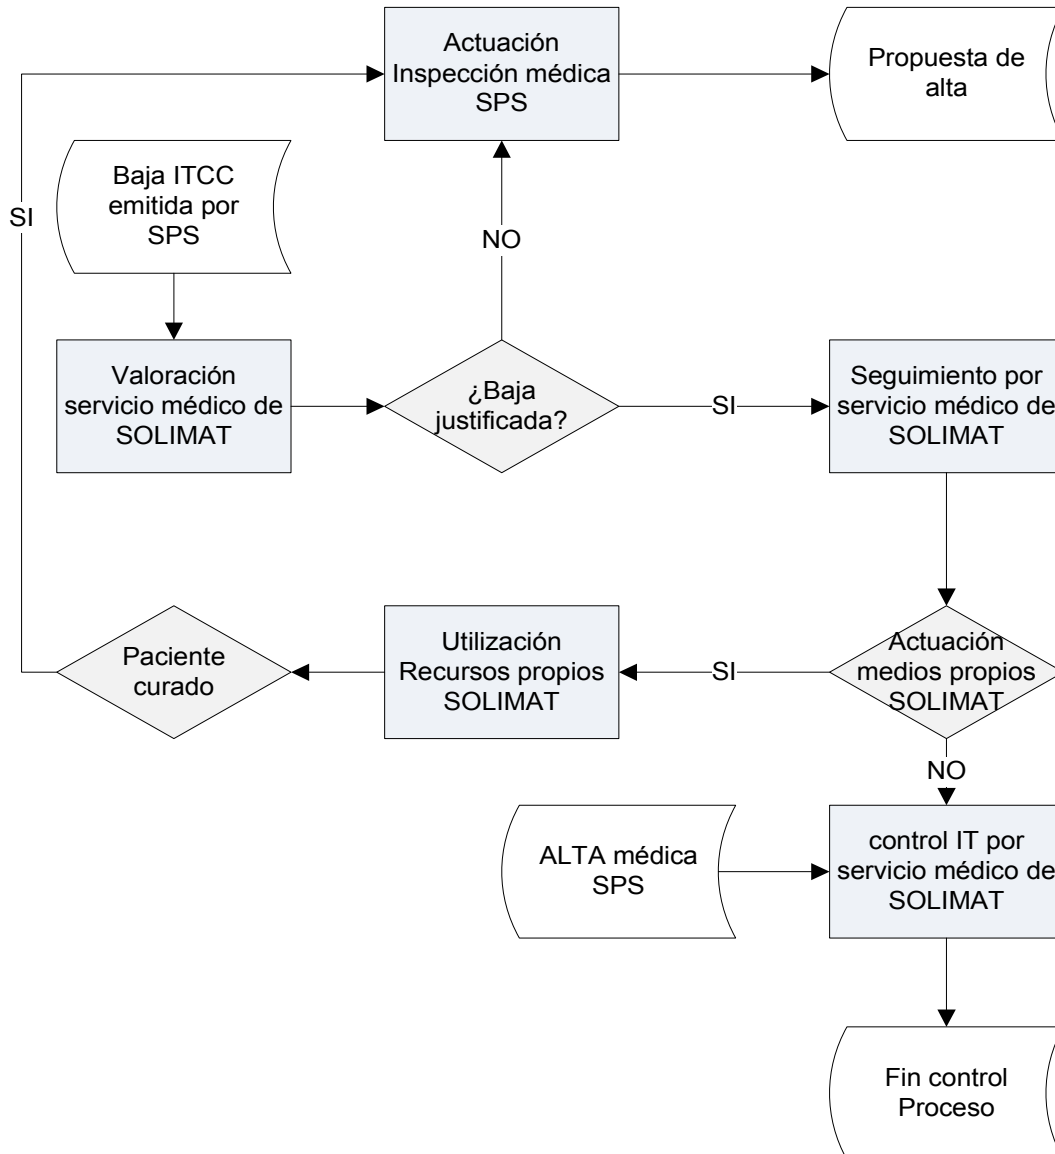 Actuación
Inspección médica
SPS
Propuesta de
alta
Baja ITCC
emitida por
SPS
SI
NO
Valoración
servicio médico de
SOLIMAT
¿Baja
justificada?
SI
Seguimiento por
servicio médico de
SOLIMAT
Paciente
curado
Utilización
Recursos propios
SOLIMAT
SI
Actuación
medios propios
SOLIMAT
NO
ALTA médica
SPS
control IT por
servicio médico de
SOLIMAT
Fin control
Proceso